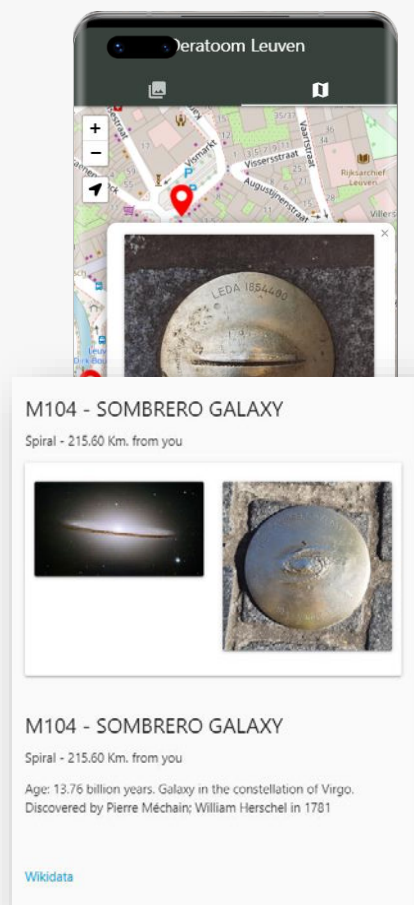 Deratoom Leuven
Vismarkt
Vaartstraat
Vissersstraat
Augustijnenstraat
Rijksarchief
Leuven
Villers
P
P
+
−
×
LEDA 1854400
M104 - SOMBRERO GALAXY
Spiral - 215.60 Km. from you
M104 - SOMBRERO GALAXY
Spiral - 215.60 Km. from you
Age: 13.76 billion years. Galaxy in the constellation of Virgo.
Discovered by Pierre Méchain; William Herschel in 1781
Wikidata